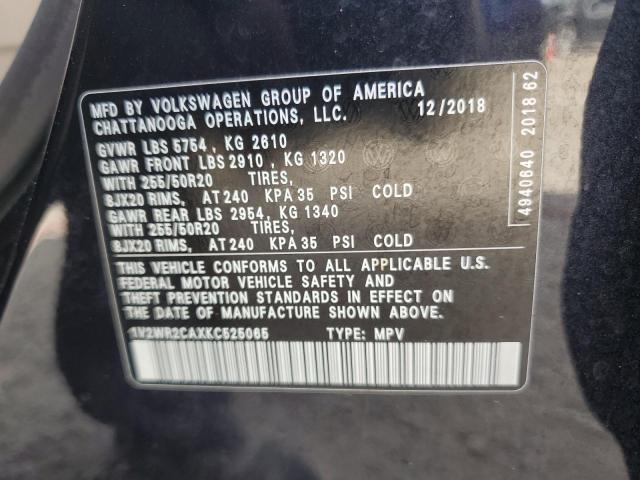 MFD BY VOLKSWAGEN GROUP OF AMERICA
CHATTANOOGA OPERATIONS, LLC. 12/2018
GVWR LBS 5754, KG 2610
GAWR FRONT LBS 2910, KG 1320
WITH 255/50R20 TIRES,
8JX20 RIMS, AT 240 KPA 35 PSI COLD
GAWR REAR LBS 2954, KG 1340
WITH 255/50R20 TIRES,
8JX20 RIMS, AT 240 KPA 35 PSI COLD
THIS VEHICLE CONFORMS TO ALL APPLICABLE U.S.
FEDERAL MOTOR VEHICLE SAFETY AND
THEFT PREVENTION STANDARDS IN EFFECT ON
THE DATE OF MANUFACTURE SHOWN ABOVE.
1V2WR2CAXKC525065 TYPE: MPV
4940640 2018 62